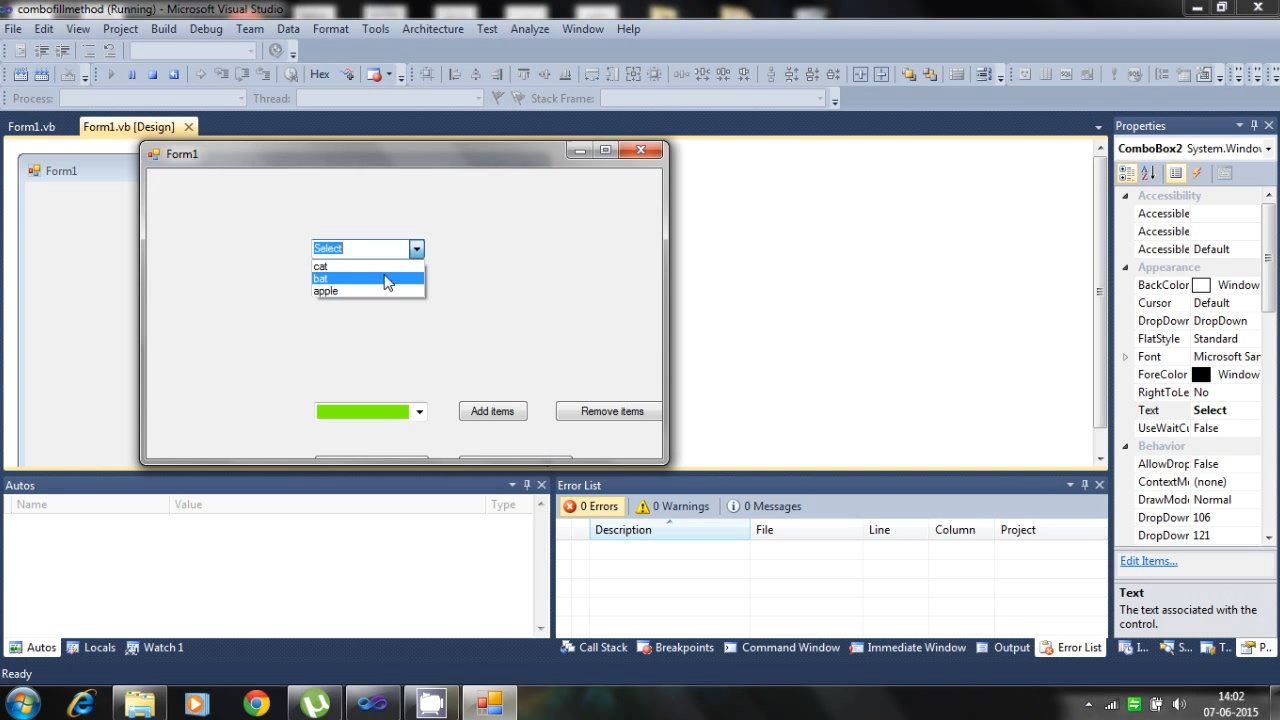 combofillmethod (Running) - Microsoft Visual Studio
File Edit View Project Build Debug Team Data Format Tools Architecture Test Analyze Window Help
Hex
Process: Thread: Stack Frame:
Form1.vb Form1.vb [Design]
Form1
Form1
Select
cat
bat
apple
Add items Remove items
Properties
ComboBox2 System.Window
Accessibility
Accessible
Accessible
Accessible Default
Appearance
BackColor Window
Cursor Default
DropDown DropDown
FlatStyle Standard
Font Microsoft San
ForeColor Window
RightToLe No
Text Select
UseWaitCu False
Behavior
AllowDrop False
ContextMe (none)
DrawMode Normal
DropDown 106
DropDown 121
Edit Items...
Text
The text associated with the
control.
Autos
Name Value Type
Error List
0 Errors 0 Warnings 0 Messages
Description File Line Column Project
Autos Locals Watch 1
Call Stack Breakpoints Command Window Immediate Window Output Error List I... S... T... P...
Ready
14:02
07-06-2015